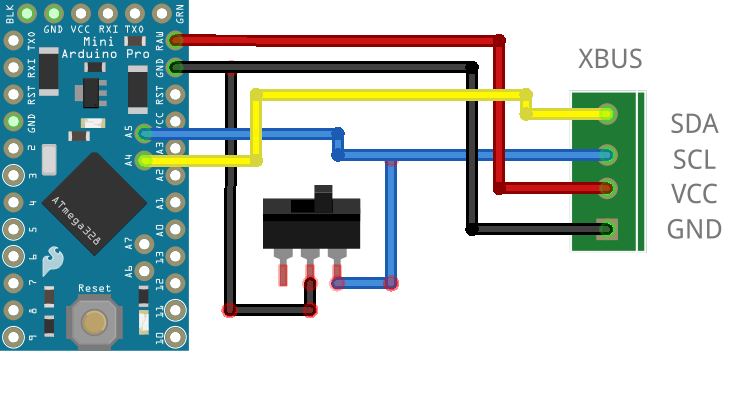 BLK
GND VCC RXI TXO
GRN
Mini
Arduino Pro
TXO
RXI
RST
GND
2
3
4
5
6
7
8
9
RAW
GND
RST
VCC
A3
A2
A1
A0
13
12
11
10
A5
A4
A7
A6
ATmega328
Reset
XBUS
SDA
SCL
VCC
GND